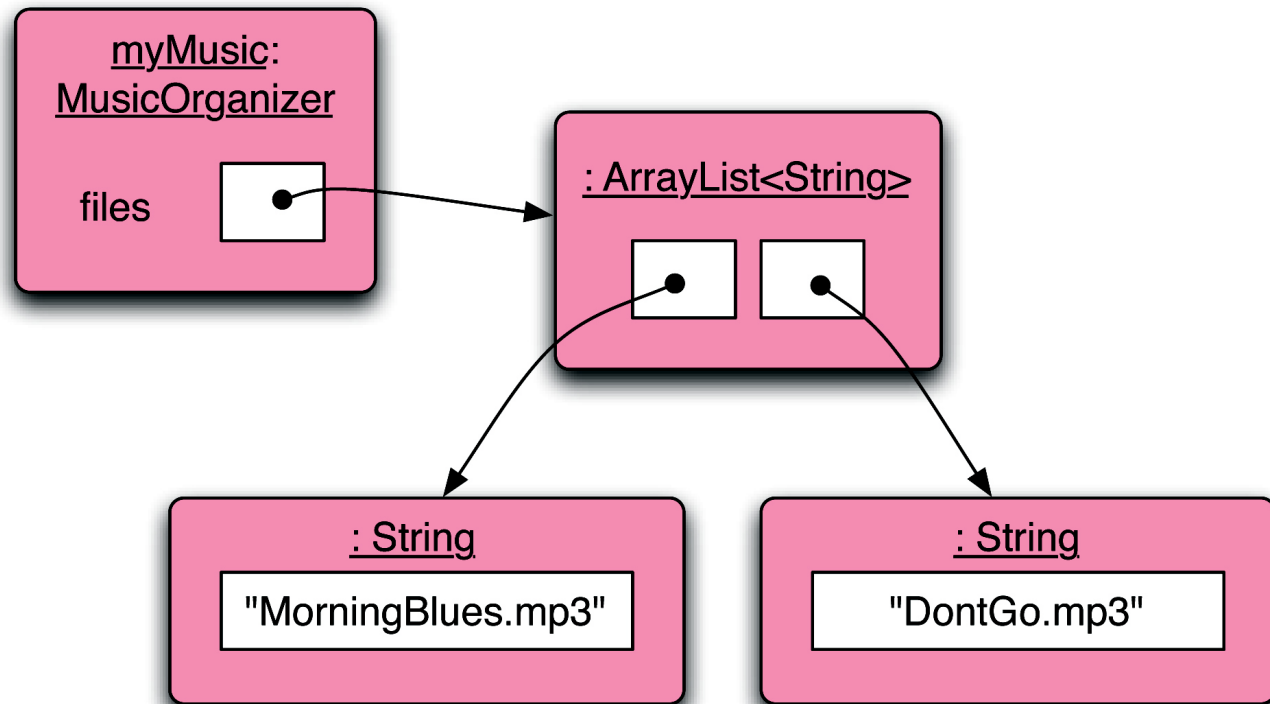 myMusic:
MusicOrganizer
files
: ArrayList<String>
: String
"MorningBlues.mp3"
: String
"DontGo.mp3"